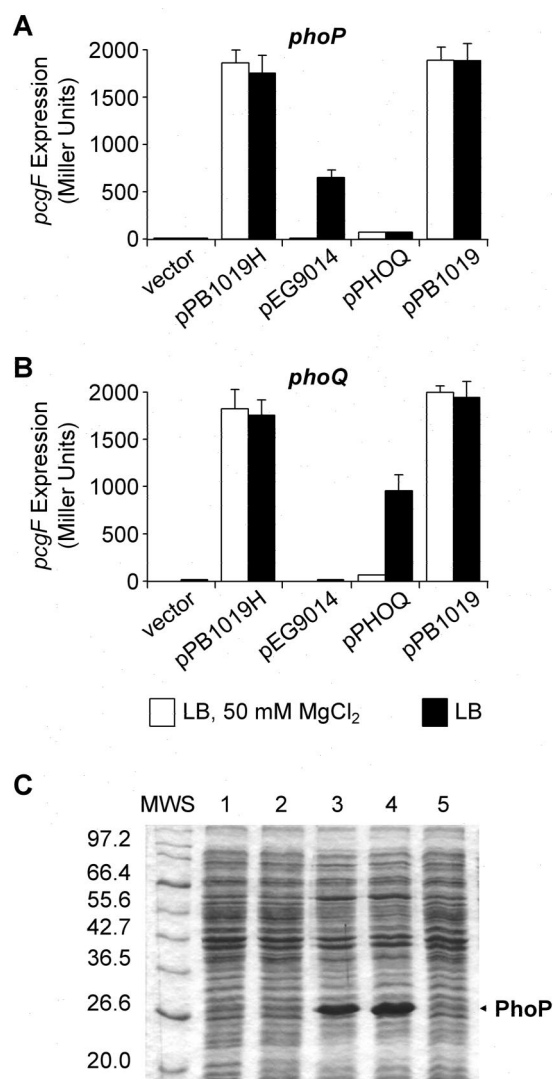 A
phoP
pcgF Expression
(Miller Units)
2000
1500
1000
500
0
vector
pPB1019H
pEG9014
pPHOQ
pPB1019
B
phoQ
pcgF Expression
(Miller Units)
2000
1500
1000
500
0
vector
pPB1019H
pEG9014
pPHOQ
pPB1019
LB, 50 mM MgCl₂ LB
C
MWS 1 2 3 4 5
97.2
66.4
55.6
42.7
36.5
26.6
PhoP
20.0